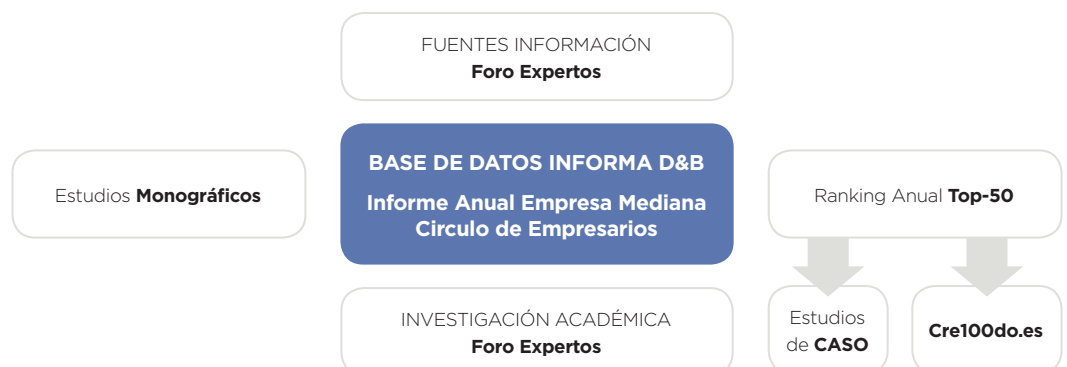 FUENTES INFORMACIÓN
Foro Expertos
BASE DE DATOS INFORMA D&B
Informe Anual Empresa Mediana
Circulo de Empresarios
Estudios Monográficos
Ranking Anual Top-50
INVESTIGACIÓN ACADÉMICA
Foro Expertos
Estudios
de CASO
Cre100do.es